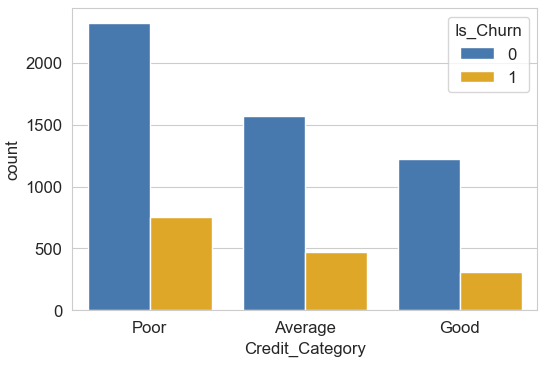 Is_Churn
0
1
2000
1500
1000
500
0
count
Poor
Average
Good
Credit_Category